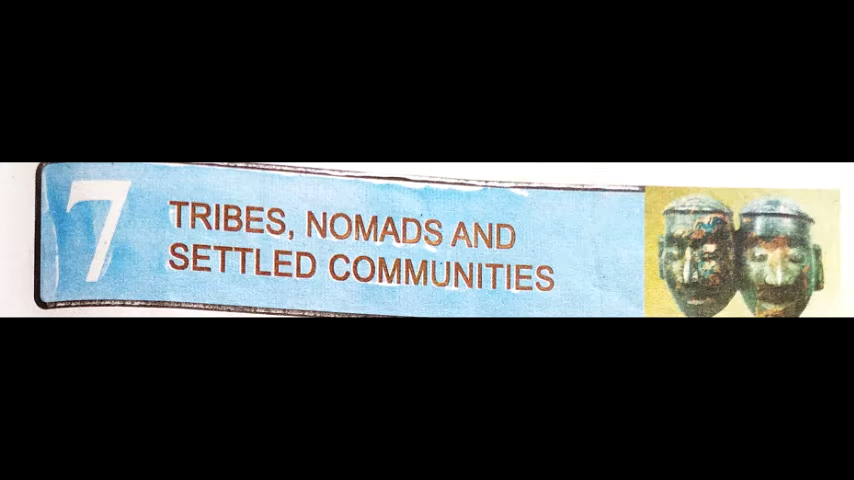 7
TRIBES, NOMADS AND
SETTLED COMMUNITIES